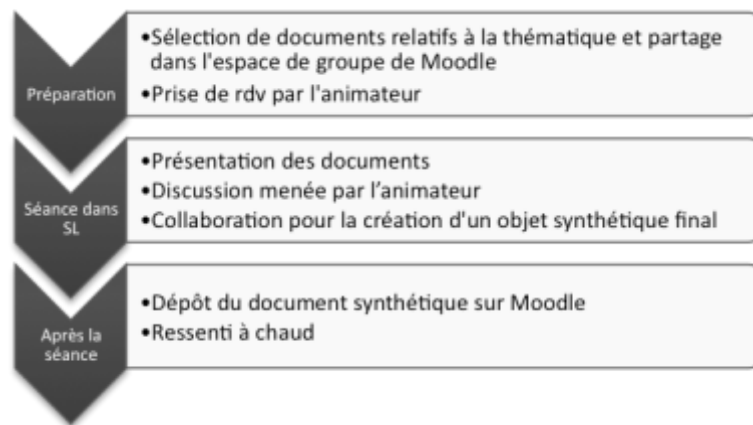 Préparation
•Sélection de documents relatifs à la thématique et partage
dans l'espace de groupe de Moodle
•Prise de rdv par l'animateur
Séance dans
SL
•Présentation des documents
•Discussion menée par l’animateur
•Collaboration pour la création d'un objet synthétique final
Après la
séance
•Dépôt du document synthétique sur Moodle
•Ressenti à chaud